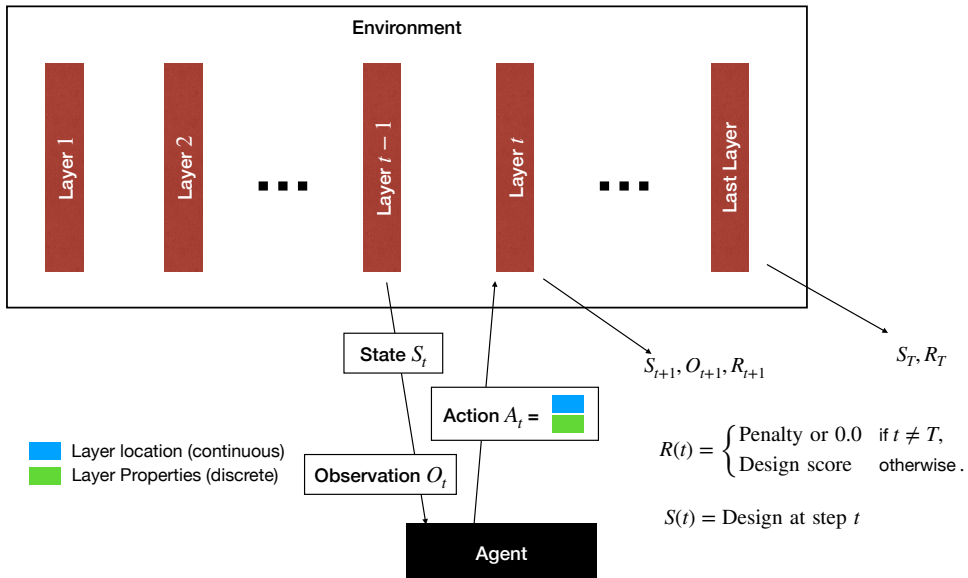 Environment
Layer 1
Layer 2
Layer t − 1
Layer t
Last Layer
State S_t
S_{t+1}, O_{t+1}, R_{t+1}
S_T, R_T
Action A_t =
Layer location (continuous)
Layer Properties (discrete)
Observation O_t
R(t) = { Penalty or 0.0 if t ≠ T,
Design score otherwise .
S(t) = Design at step t
Agent